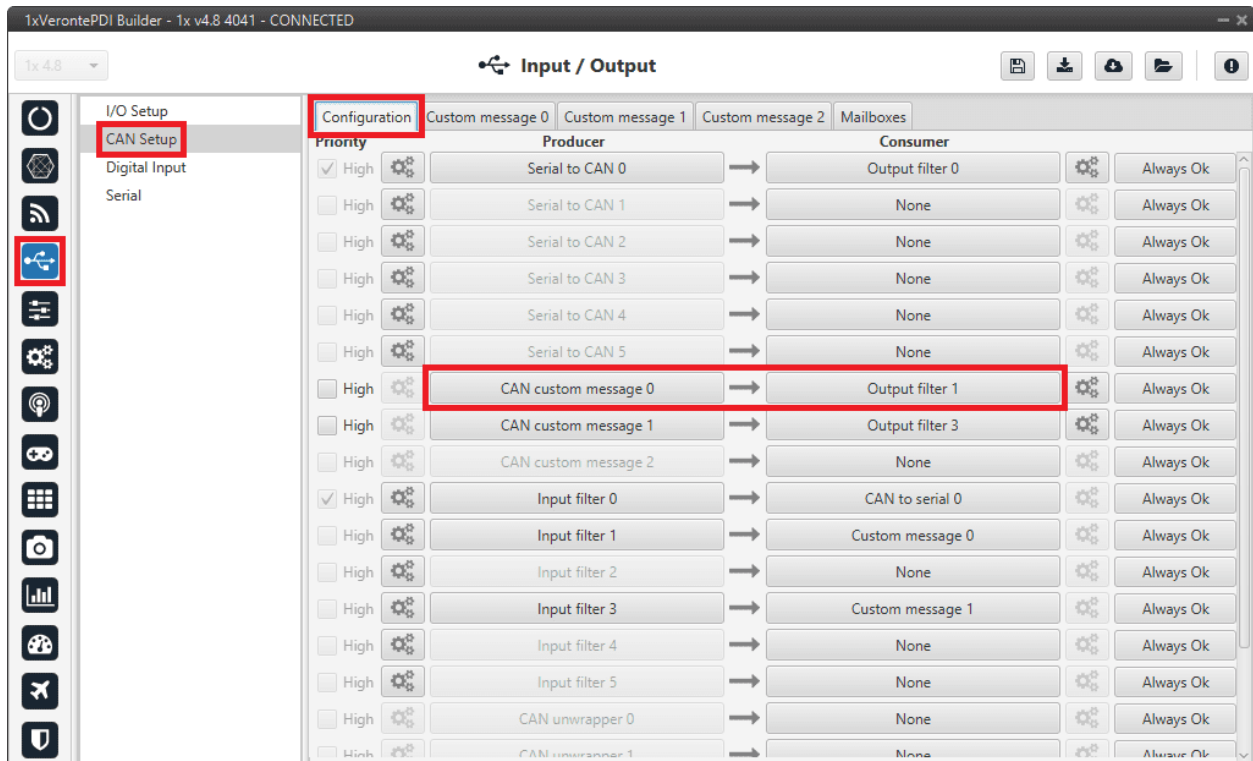 1xVerontePDI Builder - 1x v4.8 4041 - CONNECTED
1x 4.8 Input / Output
I/O Setup
CAN Setup
Digital Input
Serial
Configuration Custom message 0 Custom message 1 Custom message 2 Mailboxes
Priority Producer Consumer
High Serial to CAN 0 Output filter 0 Always Ok
High Serial to CAN 1 None Always Ok
High Serial to CAN 2 None Always Ok
High Serial to CAN 3 None Always Ok
High Serial to CAN 4 None Always Ok
High Serial to CAN 5 None Always Ok
High CAN custom message 0 Output filter 1 Always Ok
High CAN custom message 1 Output filter 3 Always Ok
High CAN custom message 2 None Always Ok
High Input filter 0 CAN to serial 0 Always Ok
High Input filter 1 Custom message 0 Always Ok
High Input filter 2 None Always Ok
High Input filter 3 Custom message 1 Always Ok
High Input filter 4 None Always Ok
High Input filter 5 None Always Ok
High CAN unwrapper 0 None Always Ok
High CAN unwrapper 1 None Always Ok